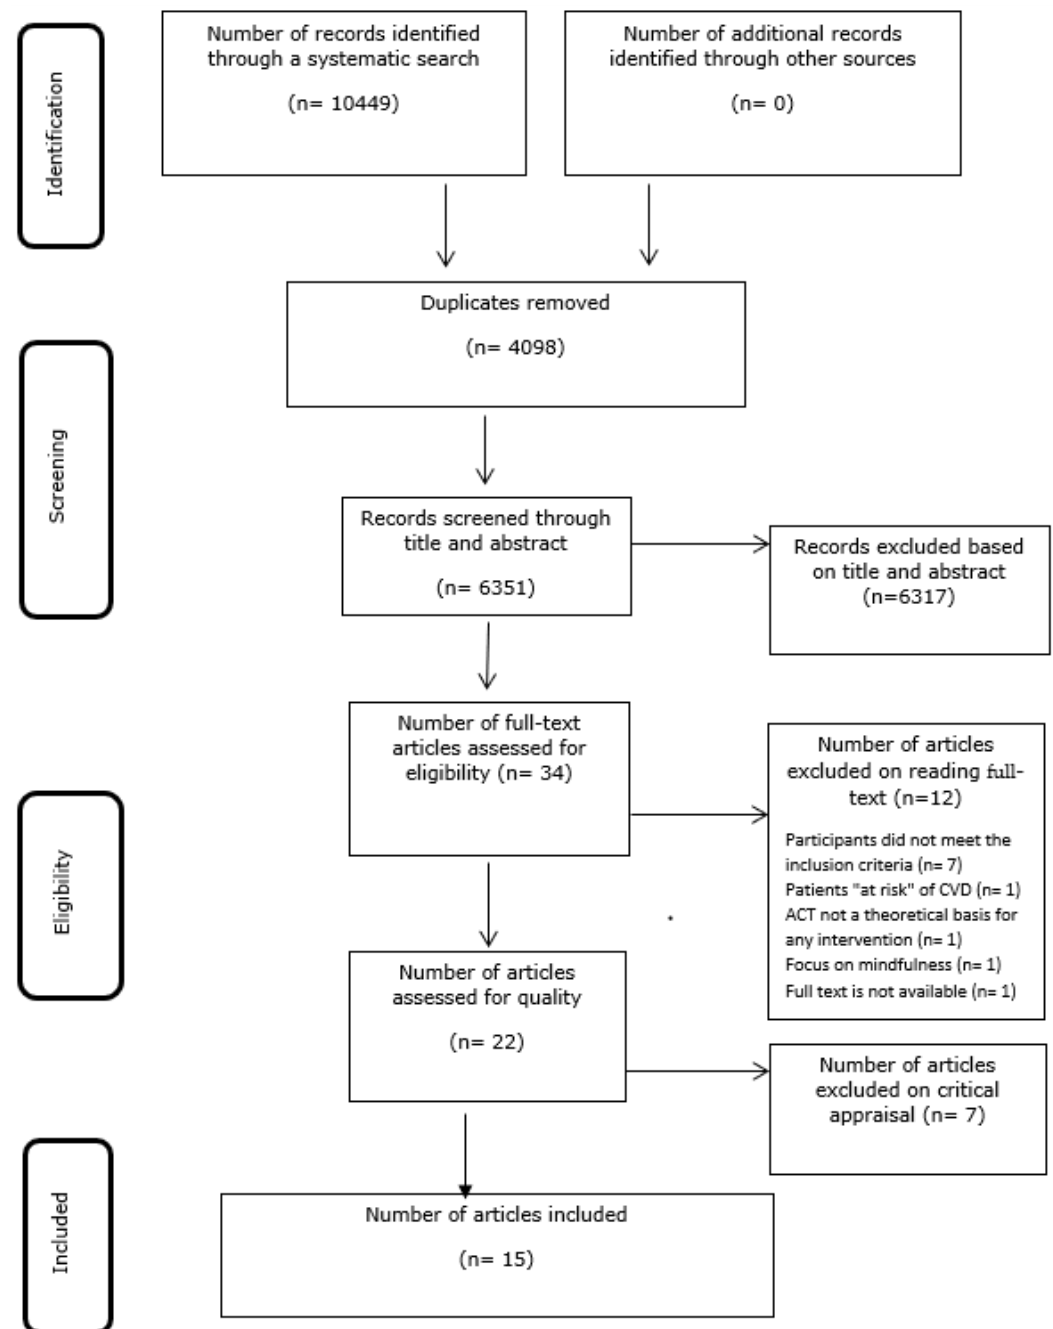 Identification
Number of records identified
through a systematic search
(n= 10449)
Number of additional records
identified through other sources
(n= 0)
Duplicates removed
(n= 4098)
Screening
Records screened through
title and abstract
(n= 6351)
Records excluded based
on title and abstract
(n=6317)
Number of full-text
articles assessed for
eligibility (n= 34)
Number of articles
excluded on reading full-
text (n=12)
Participants did not meet the
inclusion criteria (n= 7)
Patients "at risk" of CVD (n= 1)
ACT not a theoretical basis for
any intervention (n= 1)
Focus on mindfulness (n= 1)
Full text is not available (n= 1)
Eligibility
Number of articles
assessed for quality
(n= 22)
Number of articles
excluded on critical
appraisal (n= 7)
Included
Number of articles included
(n= 15)